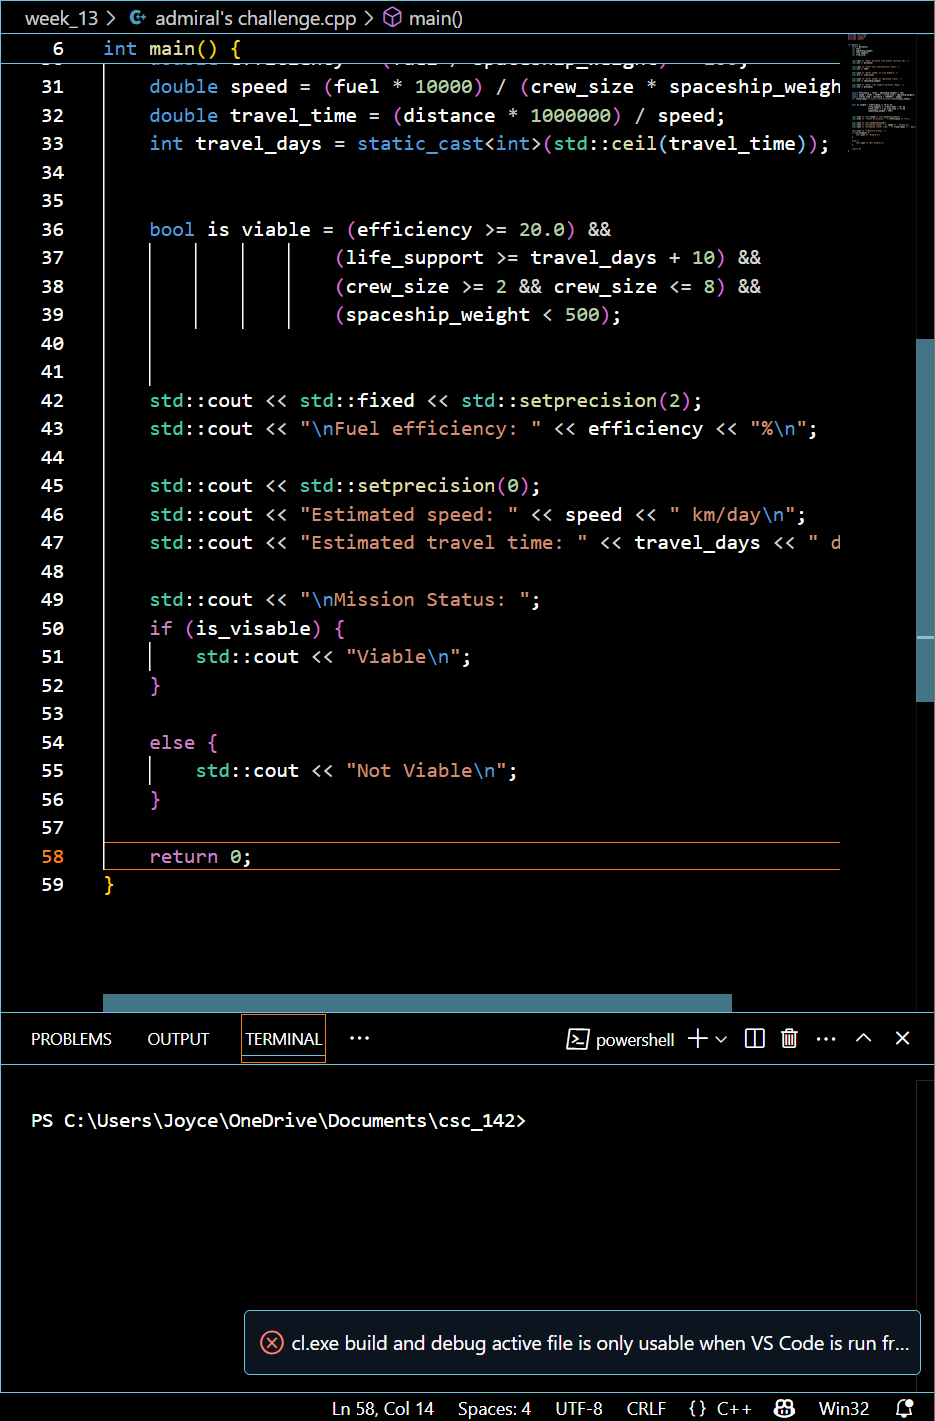 week_13 > admiral's challenge.cpp > main()
6 int main() {
31 double speed = (fuel * 10000) / (crew_size * spaceship_weigh
32 double travel_time = (distance * 1000000) / speed;
33 int travel_days = static_cast<int>(std::ceil(travel_time));
34
35
36 bool is viable = (efficiency >= 20.0) &&
37 (life_support >= travel_days + 10) &&
38 (crew_size >= 2 && crew_size <= 8) &&
39 (spaceship_weight < 500);
40
41
42 std::cout << std::fixed << std::setprecision(2);
43 std::cout << "\nFuel efficiency: " << efficiency << "%\n";
44
45 std::cout << std::setprecision(0);
46 std::cout << "Estimated speed: " << speed << " km/day\n";
47 std::cout << "Estimated travel time: " << travel_days << " d
48
49 std::cout << "\nMission Status: ";
50 if (is_visable) {
51 std::cout << "Viable\n";
52 }
53
54 else {
55 std::cout << "Not Viable\n";
56 }
57
58 return 0;
59 }
PROBLEMS OUTPUT TERMINAL ... powershell
PS C:\Users\Joyce\OneDrive\Documents\csc_142>
cl.exe build and debug active file is only usable when VS Code is run fr...
Ln 58, Col 14 Spaces: 4 UTF-8 CRLF {} C++ Win32